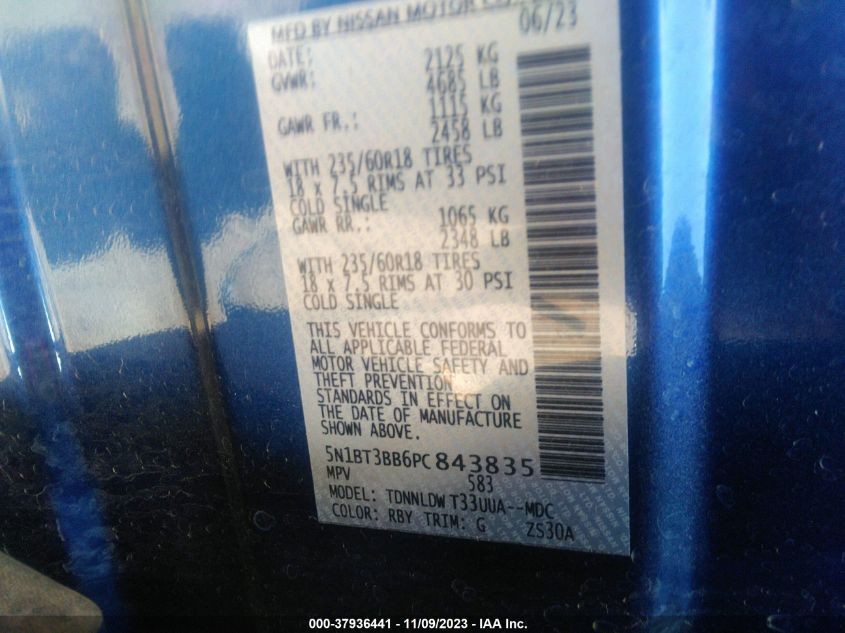 MFD BY NISSAN MOTOR CO
DATE: 06/23
GVWR: 2125 KG
4685 LB
GAWR FR.: 1115 KG
2458 LB
WITH 235/60R18 TIRES
18 x 7.5 RIMS AT 33 PSI
COLD SINGLE
GAWR RR.: 1065 KG
2348 LB
WITH 235/60R18 TIRES
18 x 7.5 RIMS AT 30 PSI
COLD SINGLE
THIS VEHICLE CONFORMS TO
ALL APPLICABLE FEDERAL
MOTOR VEHICLE SAFETY AND
THEFT PREVENTION
STANDARDS IN EFFECT ON
THE DATE OF MANUFACTURE
SHOWN ABOVE.
5N1BT3BB6PC843835
MPV 583
MODEL: TDNNLDWT33UUA--MDC
COLOR: RBY TRIM: G ZS30A
000-37936441 - 11/09/2023 - IAA Inc.